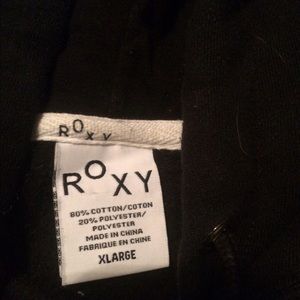 ROXY
ROXY
80% COTTON/COTON
20% POLYESTER/
POLYESTER
MADE IN CHINA
FABRIQUE EN CHINE
XLARGE